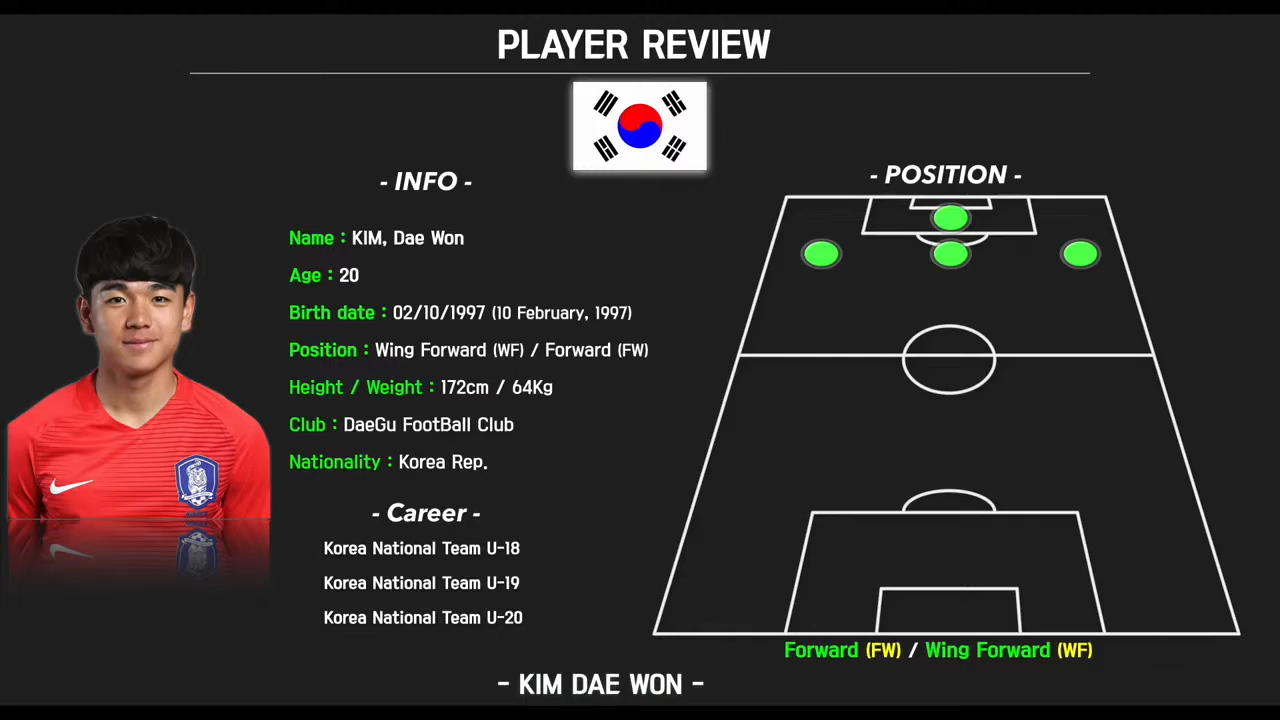 PLAYER REVIEW
- INFO -
Name : KIM, Dae Won
Age : 20
Birth date : 02/10/1997 (10 February, 1997)
Position : Wing Forward (WF) / Forward (FW)
Height / Weight : 172cm / 64Kg
Club : DaeGu FootBall Club
Nationality : Korea Rep.
- Career -
Korea National Team U-18
Korea National Team U-19
Korea National Team U-20
- POSITION -
Forward (FW) / Wing Forward (WF)
- KIM DAE WON -